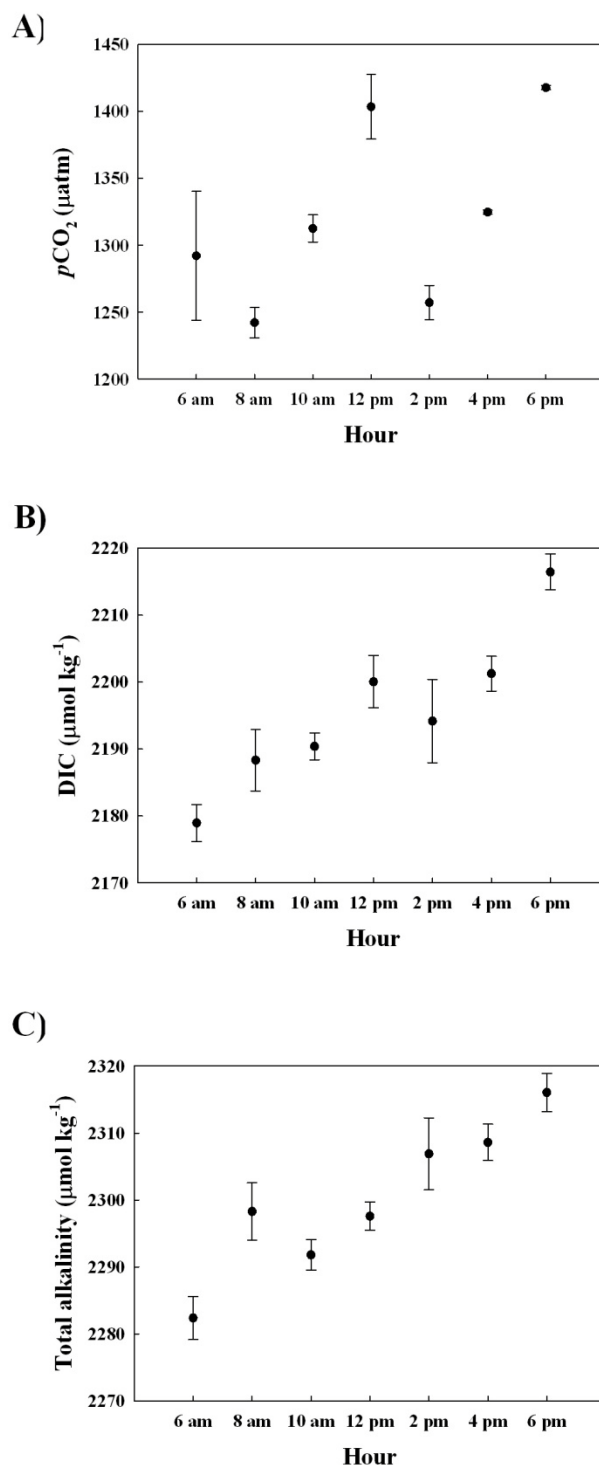 A)
1450
1400
1350
1300
1250
1200
pCO₂ (µatm)
6 am 8 am 10 am 12 pm 2 pm 4 pm 6 pm
Hour
B)
2220
2210
2200
2190
2180
2170
DIC (µmol kg⁻¹)
6 am 8 am 10 am 12 pm 2 pm 4 pm 6 pm
Hour
C)
2320
2310
2300
2290
2280
2270
Total alkalinity (µmol kg⁻¹)
6 am 8 am 10 am 12 pm 2 pm 4 pm 6 pm
Hour